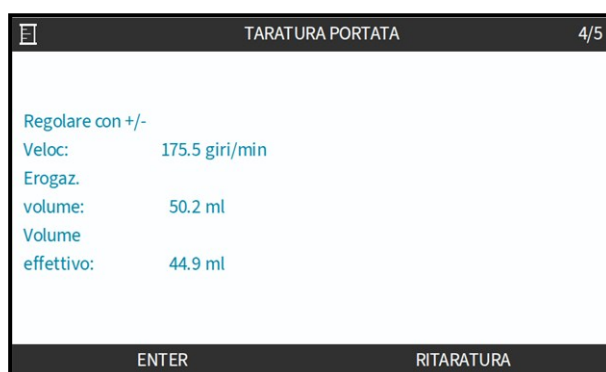 TARATURA PORTATA 4/5
Regolare con +/-
Veloc: 175.5 giri/min
Erogaz.
volume: 50.2 ml
Volume
effettivo: 44.9 ml
ENTER RITARATURA